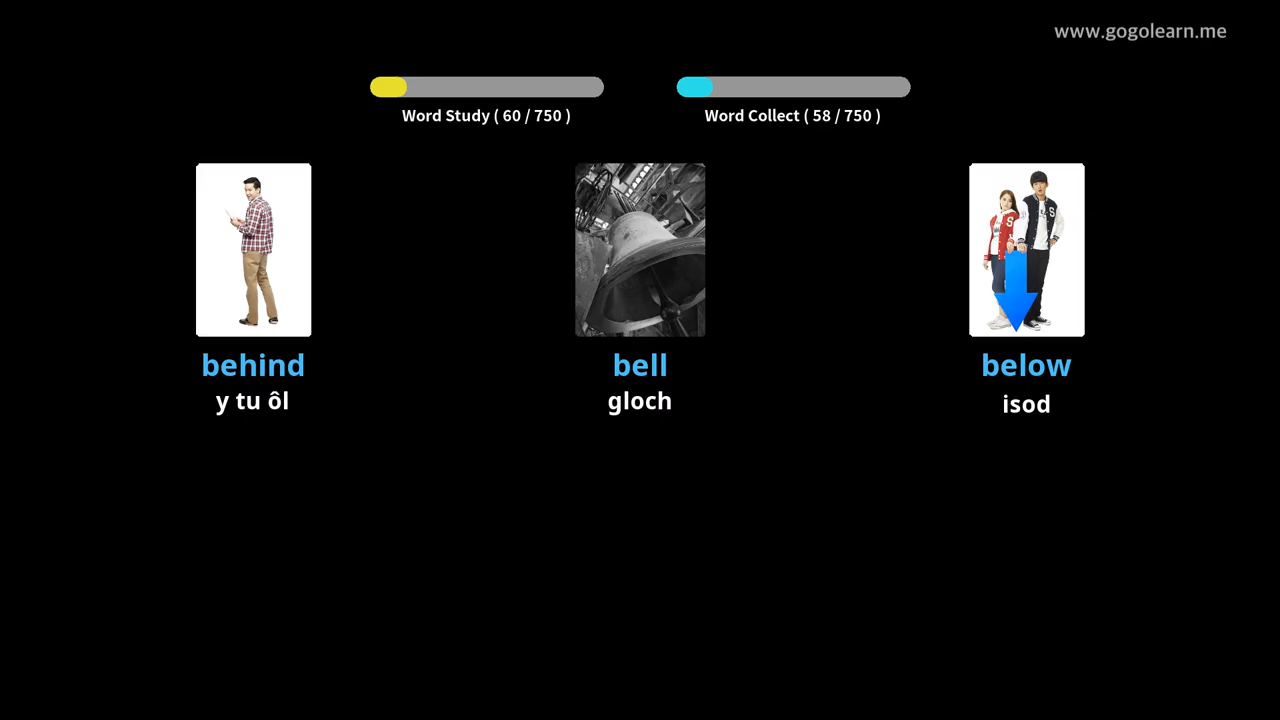 www.gogolearn.me
Word Study ( 60 / 750 )
Word Collect ( 58 / 750 )
behind
y tu ôl
bell
gloch
below
isod